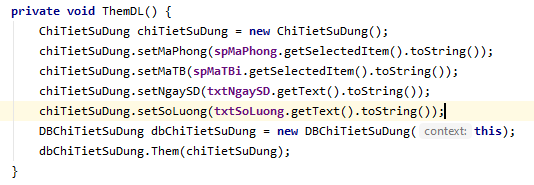 private void ThemDL() {
ChiTietSuDung chiTietSuDung = new ChiTietSuDung();
chiTietSuDung.setMaPhong(spMaPhong.getSelectedItem().toString());
chiTietSuDung.setMaTB(spMaTBi.getSelectedItem().toString());
chiTietSuDung.setNgaySD(txtNgaySD.getText().toString());
chiTietSuDung.setSoLuong(txtSoLuong.getText().toString());
DBChiTietSuDung dbChiTietSuDung = new DBChiTietSuDung( context: this);
dbChiTietSuDung.Them(chiTietSuDung);
}